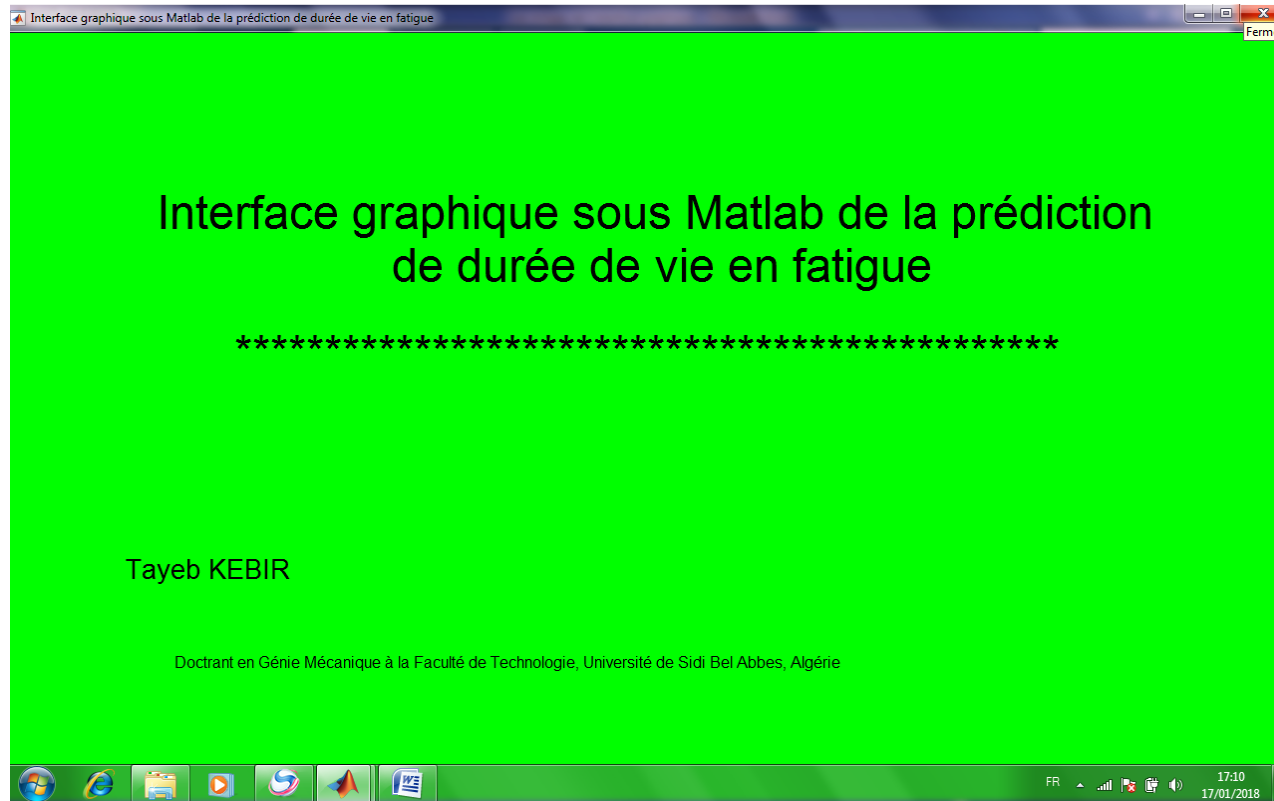 Interface graphique sous Matlab de la prédiction de durée de vie en fatigue
Ferm
Interface graphique sous Matlab de la prédiction
de durée de vie en fatigue
**********************************************
Tayeb KEBIR
Doctrant en Génie Mécanique à la Faculté de Technologie, Université de Sidi Bel Abbes, Algérie
FR
17:10
17/01/2018